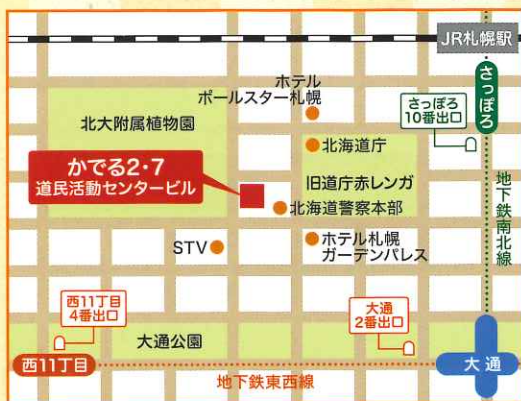 JR札幌駅
さっぽろ
ホテル
ポールスター札幌
さっぽろ
10番出口
北大附属植物園
北海道庁
かでる2・7
道民活動センタービル
旧道庁赤レンガ
北海道警察本部
地下鉄南北線
STV
ホテル札幌
ガーデンパレス
西11丁目
4番出口
大通公園
大通
2番出口
西11丁目
地下鉄東西線
大通